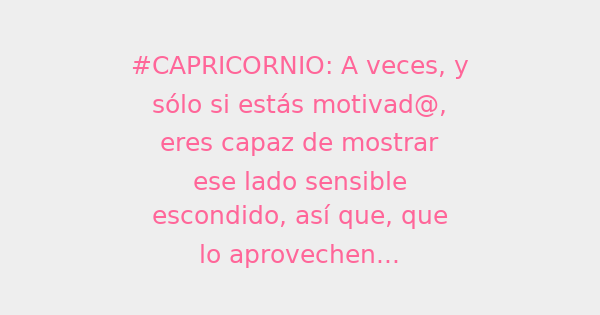 #CAPRICORNIO: A veces, y
sólo si estás motivad@,
eres capaz de mostrar
ese lado sensible
escondido, así que, que
lo aprovechen...